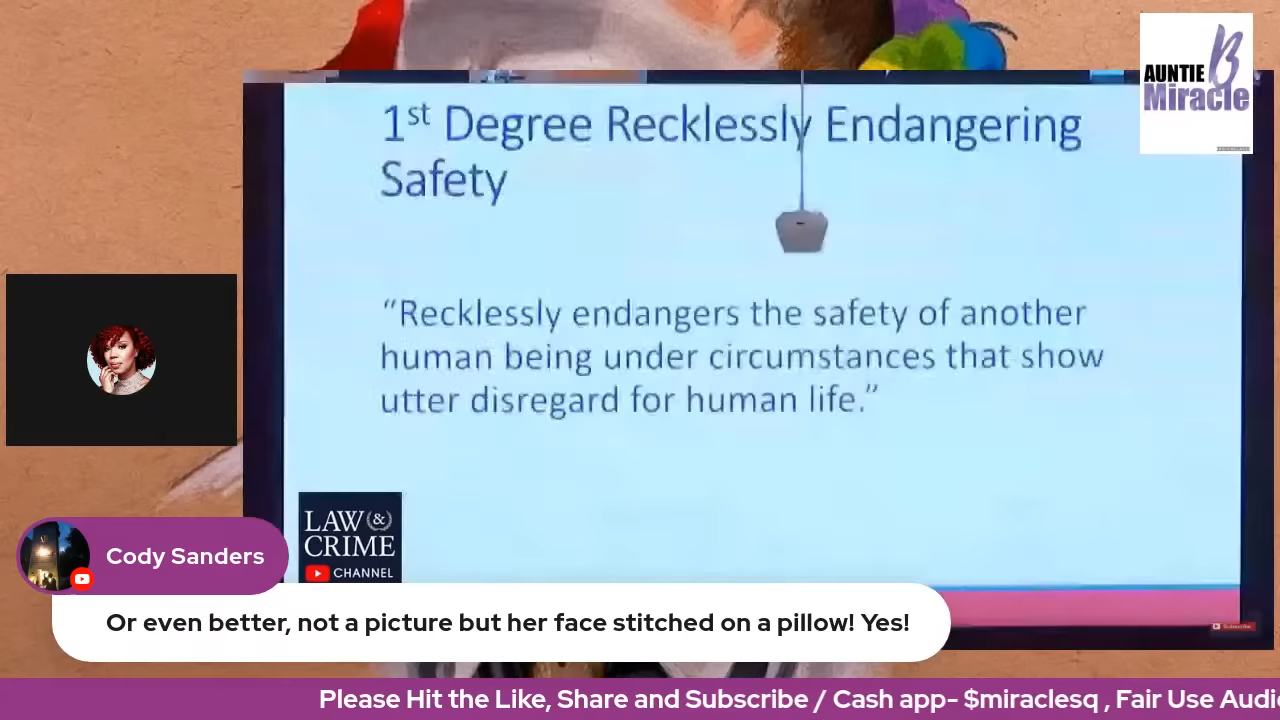 AUNTIE B
Miracle
1st Degree Recklessly Endangering
Safety
“Recklessly endangers the safety of another
human being under circumstances that show
utter disregard for human life.”
LAW &
CRIME
CHANNEL
Cody Sanders
Or even better, not a picture but her face stitched on a pillow! Yes!
Subscribe
Please Hit the Like, Share and Subscribe / Cash app- $miraclesq , Fair Use Audi